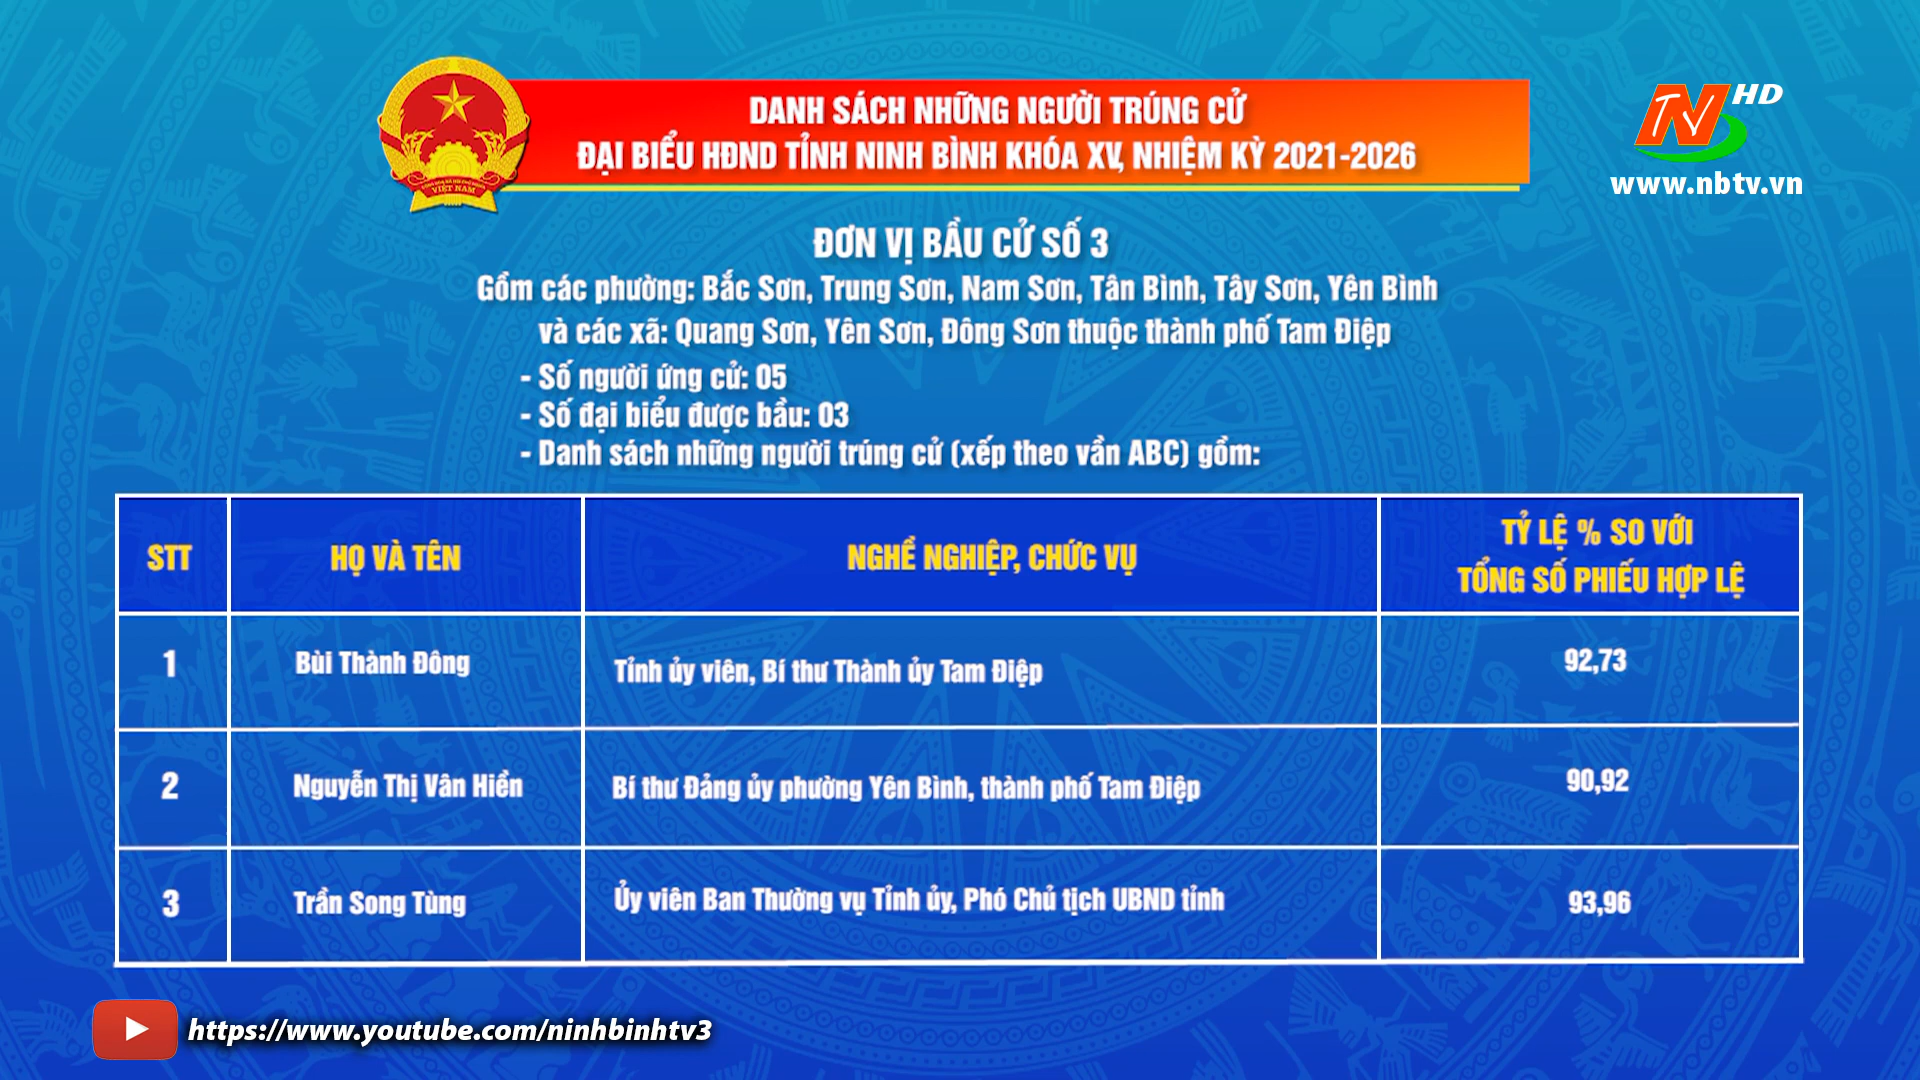 DANH SÁCH NHỮNG NGƯỜI TRÚNG CỬ
ĐẠI BIỂU HĐND TỈNH NINH BÌNH KHÓA XV, NHIỆM KỲ 2021-2026
VIỆT NAM
TV HD
www.nbtv.vn
ĐƠN VỊ BẦU CỬ SỐ 3
Gồm các phường: Bắc Sơn, Trung Sơn, Nam Sơn, Tân Bình, Tây Sơn, Yên Bình
và các xã: Quang Sơn, Yên Sơn, Đông Sơn thuộc thành phố Tam Điệp
- Số người ứng cử: 05
- Số đại biểu được bầu: 03
- Danh sách những người trúng cử (xếp theo vần ABC) gồm:
STT HỌ VÀ TÊN NGHỀ NGHIỆP, CHỨC VỤ TỶ LỆ % SO VỚI
TỔNG SỐ PHIẾU HỢP LỆ
1 Bùi Thành Đông Tỉnh ủy viên, Bí thư Thành ủy Tam Điệp 92,73
2 Nguyễn Thị Vân Hiền Bí thư Đảng ủy phường Yên Bình, thành phố Tam Điệp 90,92
3 Trần Song Tùng Ủy viên Ban Thường vụ Tỉnh ủy, Phó Chủ tịch UBND tỉnh 93,96
https://www.youtube.com/ninhbinhtv3